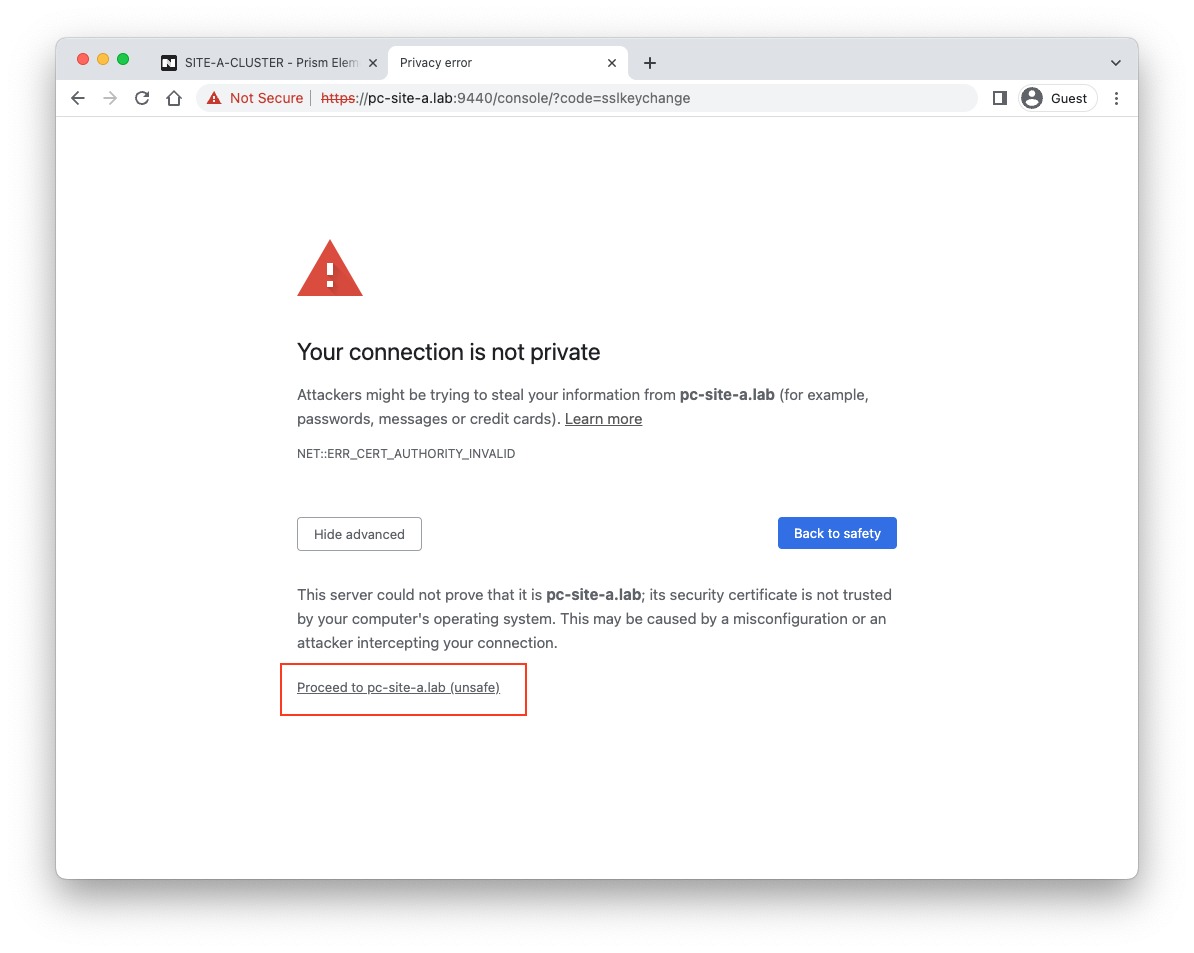 SITE-A-CLUSTER - Prism Elem
Privacy error
Not Secure
https://pc-site-a.lab:9440/console/?code=sslkeychange
Guest
Your connection is not private
Attackers might be trying to steal your information from pc-site-a.lab (for example,
passwords, messages or credit cards). Learn more
NET::ERR_CERT_AUTHORITY_INVALID
Hide advanced
Back to safety
This server could not prove that it is pc-site-a.lab; its security certificate is not trusted
by your computer's operating system. This may be caused by a misconfiguration or an
attacker intercepting your connection.
Proceed to pc-site-a.lab (unsafe)